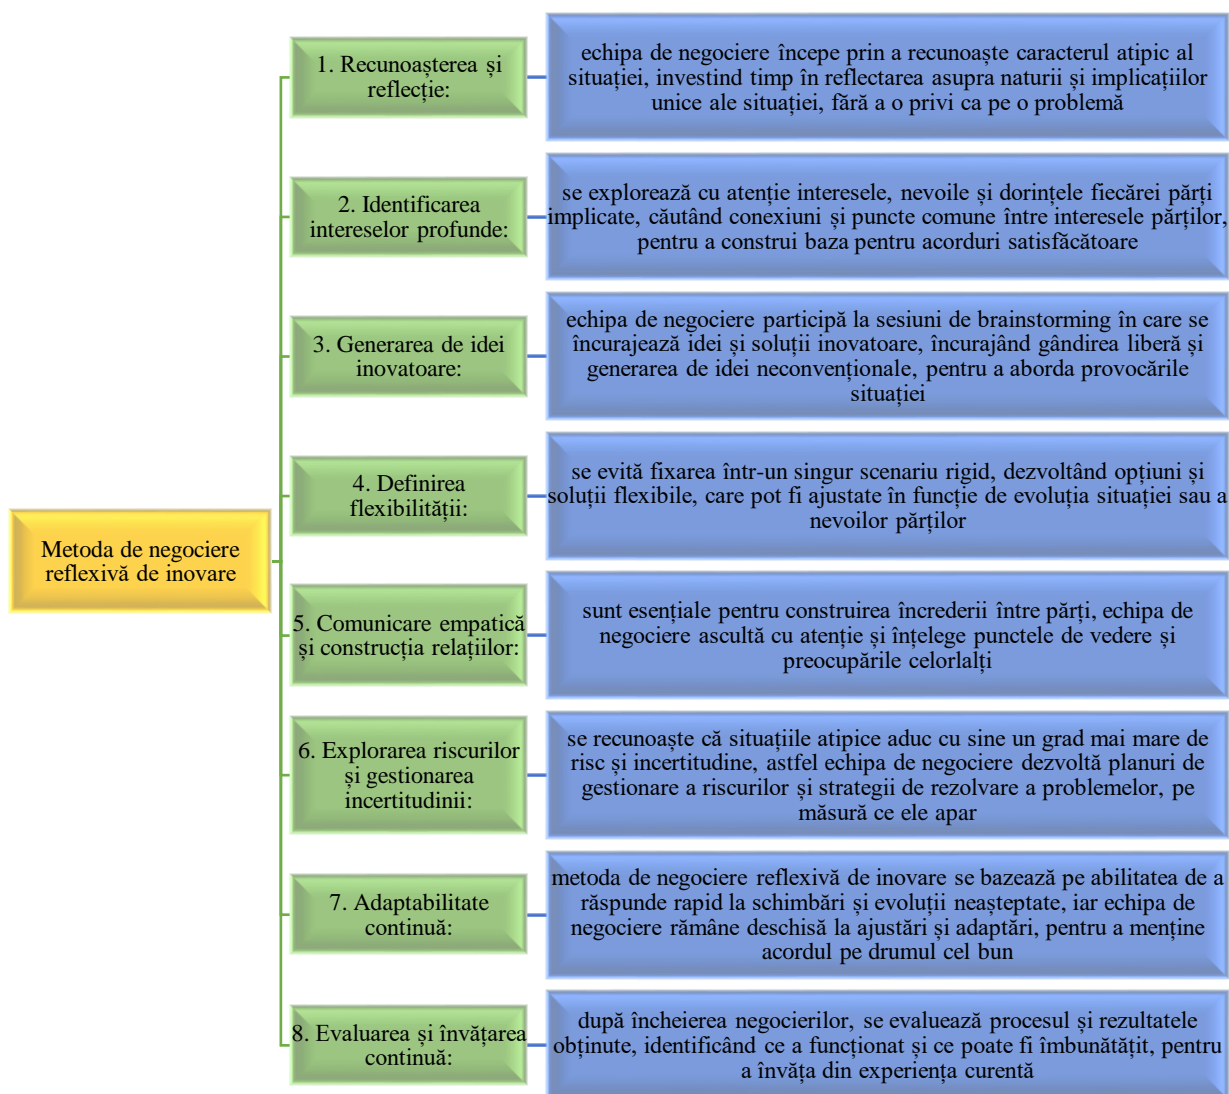 1. Recunoașterea și
reflecție:
echipa de negociere începe prin a recunoaște caracterul atipic al
situației, investind timp în reflectarea asupra naturii și implicațiilor
unice ale situației, fără a o privi ca pe o problemă
2. Identificarea
intereselor profunde:
se explorează cu atenție interesele, nevoile și dorințele fiecărei părți
implicate, căutând conexiuni și puncte comune între interesele părților,
pentru a construi baza pentru acorduri satisfăcătoare
3. Generarea de idei
inovatoare:
echipa de negociere participă la sesiuni de brainstorming în care se
încurajează idei și soluții inovatoare, încurajând gândirea liberă și
generarea de idei neconvenționale, pentru a aborda provocările
situației
4. Definirea
flexibilității:
se evită fixarea într-un singur scenariu rigid, dezvoltând opțiuni și
soluții flexibile, care pot fi ajustate în funcție de evoluția situației sau a
nevoilor părților
Metoda de negociere
reflexivă de inovare
5. Comunicare empatică
și construcția relațiilor:
sunt esențiale pentru construirea încrederii între părți, echipa de
negociere ascultă cu atenție și înțelege punctele de vedere și
preocupările celorlalți
6. Explorarea riscurilor
și gestionarea
incertitudinii:
se recunoaște că situațiile atipice aduc cu sine un grad mai mare de
risc și incertitudine, astfel echipa de negociere dezvoltă planuri de
gestionare a riscurilor și strategii de rezolvare a problemelor, pe
măsură ce ele apar
7. Adaptabilitate
continuă:
metoda de negociere reflexivă de inovare se bazează pe abilitatea de a
răspunde rapid la schimbări și evoluții neașteptate, iar echipa de
negociere rămâne deschisă la ajustări și adaptări, pentru a menține
acordul pe drumul cel bun
8. Evaluarea și învățarea
continuă:
după încheierea negocierilor, se evaluează procesul și rezultatele
obținute, identificând ce a funcționat și ce poate fi îmbunătățit, pentru
a învăța din experiența curentă